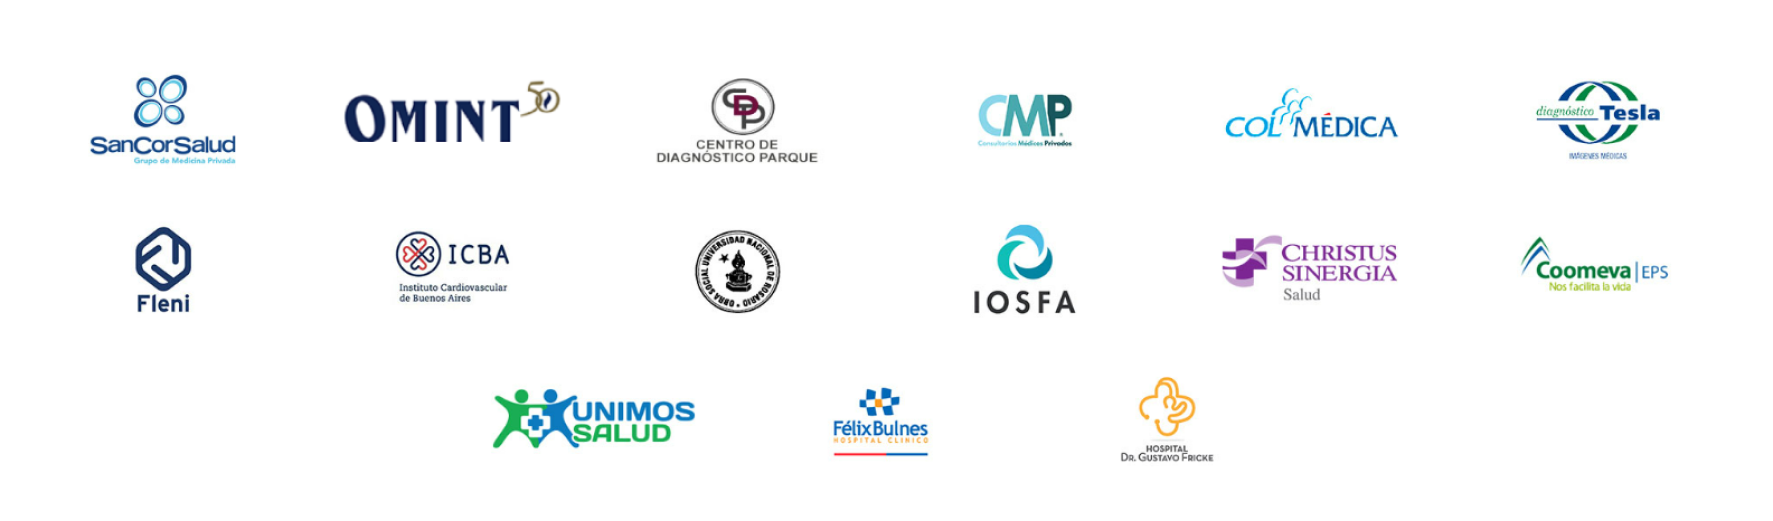 SanCorSalud
Grupo de Medicina Privada
OMINT 50
CDP
CENTRO DE
DIAGNÓSTICO PARQUE
CMP
Consultorios Médicos Privados
COLMÉDICA
diagnóstico Tesla
IMÁGENES MÉDICAS
Fleni
ICBA
Instituto Cardiovascular
de Buenos Aires
OBRA SOCIAL UNIVERSIDAD NACIONAL DE ROSARIO
IOSFA
CHRISTUS
SINERGIA
Salud
Coomeva EPS
Nos facilita la vida
UNIMOS
SALUD
FélixBulnes
HOSPITAL CLÍNICO
HOSPITAL
DR. GUSTAVO FRICKE